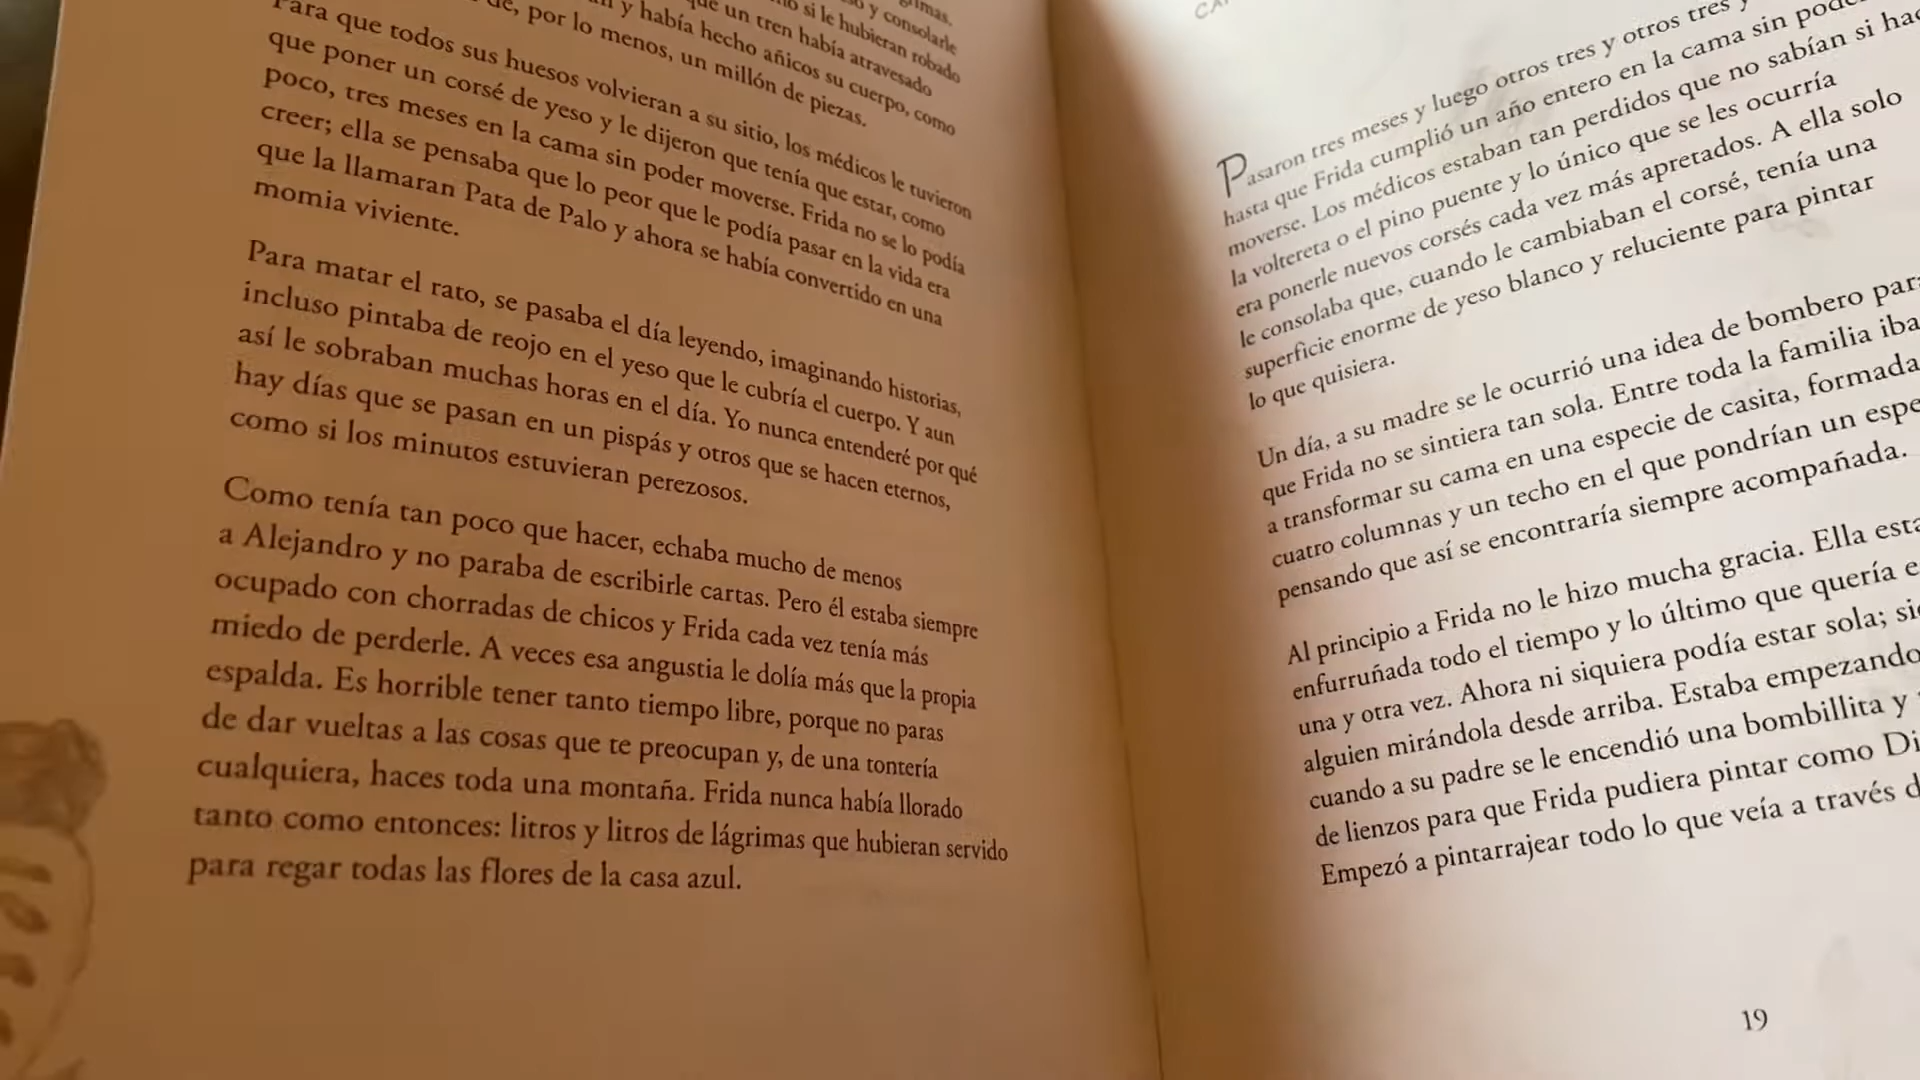 grimas.
y consolarle
si le hubieran robado
que un tren había atravesado
y había hecho añicos su cuerpo, como
de, por lo menos, un millón de piezas.
Para que todos sus huesos volvieran a su sitio, los médicos le tuvieron
que poner un corsé de yeso y le dijeron que tenía que estar, como
poco, tres meses en la cama sin poder moverse. Frida no se lo podía
creer; ella se pensaba que lo peor que le podía pasar en la vida era
que la llamaran Pata de Palo y ahora se había convertido en una
momia viviente.
Para matar el rato, se pasaba el día leyendo, imaginando historias,
incluso pintaba de reojo en el yeso que le cubría el cuerpo. Y aun
así le sobraban muchas horas en el día. Yo nunca entenderé por qué
hay días que se pasan en un pispás y otros que se hacen eternos,
como si los minutos estuvieran perezosos.
Como tenía tan poco que hacer, echaba mucho de menos
a Alejandro y no paraba de escribirle cartas. Pero él estaba siempre
ocupado con chorradas de chicos y Frida cada vez tenía más
miedo de perderle. A veces esa angustia le dolía más que la propia
espalda. Es horrible tener tanto tiempo libre, porque no paras
de dar vueltas a las cosas que te preocupan y, de una tontería
cualquiera, haces toda una montaña. Frida nunca había llorado
tanto como entonces: litros y litros de lágrimas que hubieran servido
para regar todas las flores de la casa azul.
Pasaron tres meses y luego otros tres y otros tres y
hasta que Frida cumplió un año entero en la cama sin poder
moverse. Los médicos estaban tan perdidos que no sabían si hac
la voltereta o el pino puente y lo único que se les ocurría
era ponerle nuevos corsés cada vez más apretados. A ella solo
le consolaba que, cuando le cambiaban el corsé, tenía una
superficie enorme de yeso blanco y reluciente para pintar
lo que quisiera.
Un día, a su madre se le ocurrió una idea de bombero para
que Frida no se sintiera tan sola. Entre toda la familia iba
a transformar su cama en una especie de casita, formada
cuatro columnas y un techo en el que pondrían un espe
pensando que así se encontraría siempre acompañada.
Al principio a Frida no le hizo mucha gracia. Ella esta
enfurruñada todo el tiempo y lo último que quería e
una y otra vez. Ahora ni siquiera podía estar sola; sie
alguien mirándola desde arriba. Estaba empezando
cuando a su padre se le encendió una bombillita y
de lienzos para que Frida pudiera pintar como Di
Empezó a pintarrajear todo lo que veía a través d
19